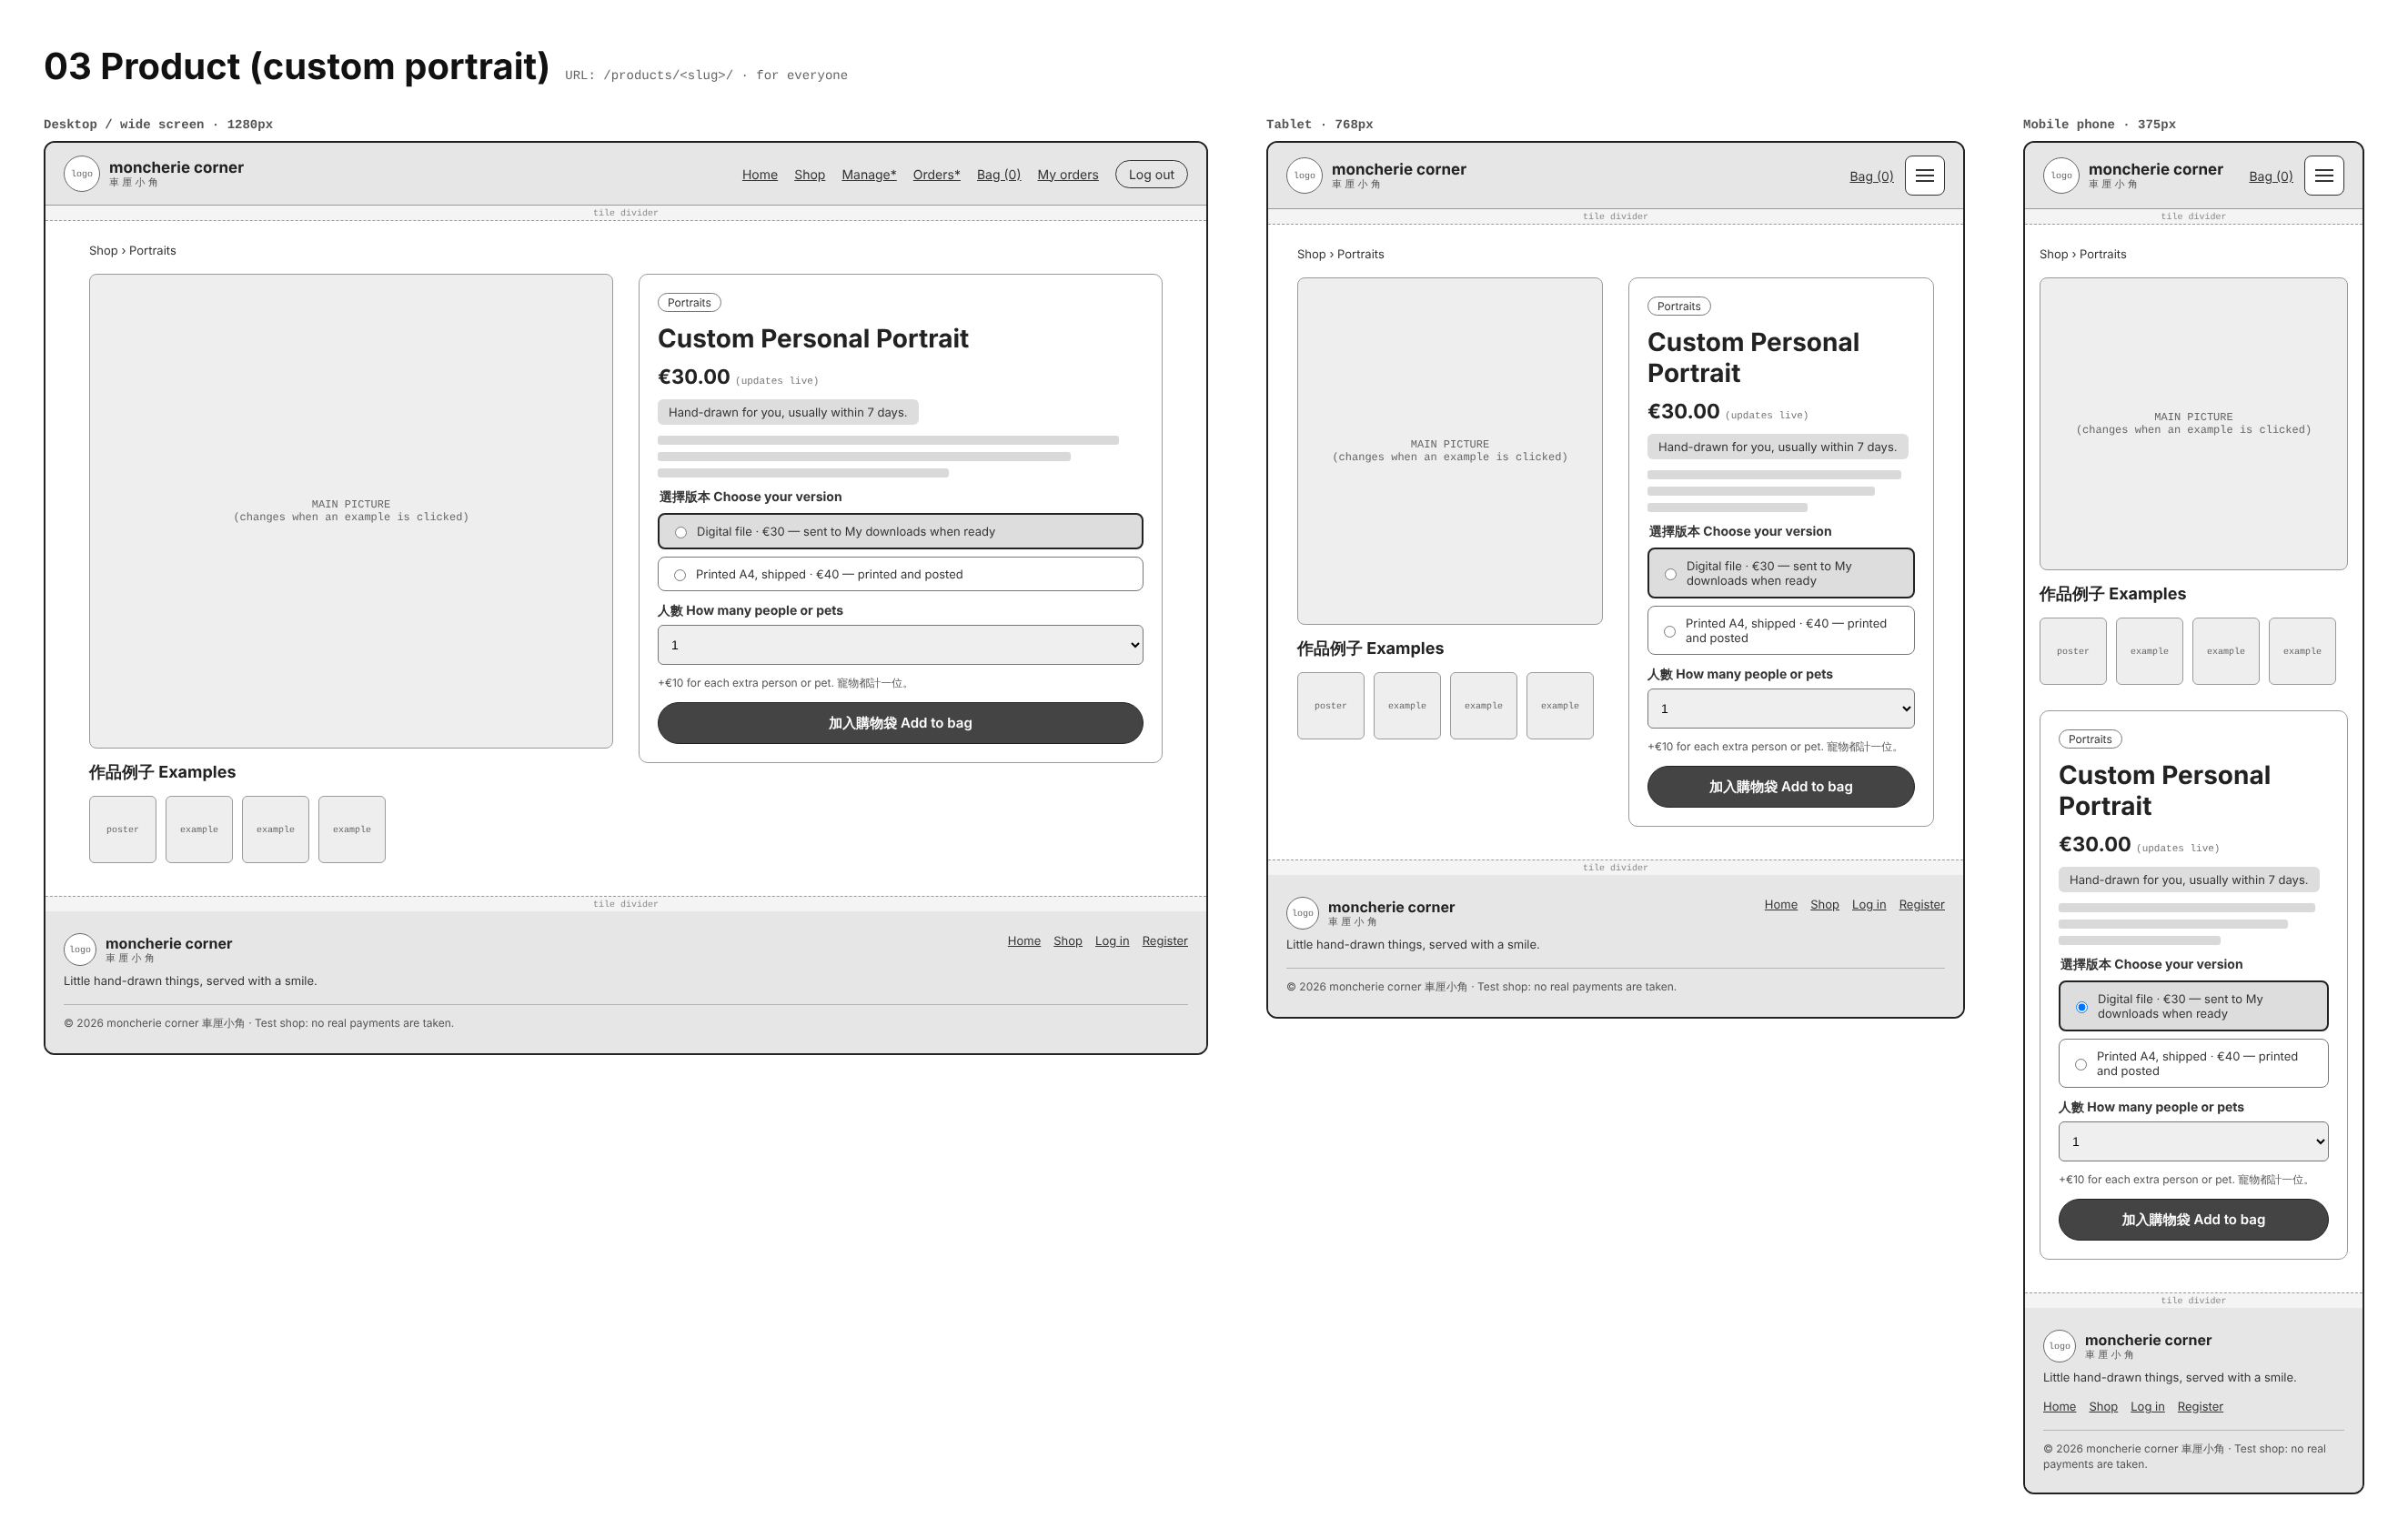 03 Product (custom portrait) URL: /products/<slug>/ · for everyone
Desktop / wide screen · 1280px
logo
moncherie corner
車厘小角
Home Shop Manage* Orders* Bag (0) My orders Log out
tile divider
Shop › Portraits
MAIN PICTURE
(changes when an example is clicked)
作品例子 Examples
poster example example example
Portraits
Custom Personal Portrait
€30.00 (updates live)
Hand-drawn for you, usually within 7 days.
選擇版本 Choose your version
Digital file · €30 — sent to My downloads when ready
Printed A4, shipped · €40 — printed and posted
人數 How many people or pets
1
+€10 for each extra person or pet. 寵物都計一位。
加入購物袋 Add to bag
tile divider
logo
moncherie corner
車厘小角
Home Shop Log in Register
Little hand-drawn things, served with a smile.
© 2026 moncherie corner 車厘小角 · Test shop: no real payments are taken.
Tablet · 768px
logo
moncherie corner
車厘小角
Bag (0)
tile divider
Shop › Portraits
MAIN PICTURE
(changes when an example is clicked)
作品例子 Examples
poster example example example
Portraits
Custom Personal
Portrait
€30.00 (updates live)
Hand-drawn for you, usually within 7 days.
選擇版本 Choose your version
Digital file · €30 — sent to My
downloads when ready
Printed A4, shipped · €40 — printed
and posted
人數 How many people or pets
1
+€10 for each extra person or pet. 寵物都計一位。
加入購物袋 Add to bag
tile divider
logo
moncherie corner
車厘小角
Home Shop Log in Register
Little hand-drawn things, served with a smile.
© 2026 moncherie corner 車厘小角 · Test shop: no real payments are taken.
Mobile phone · 375px
logo
moncherie corner
車厘小角
Bag (0)
tile divider
Shop › Portraits
MAIN PICTURE
(changes when an example is clicked)
作品例子 Examples
poster example example example
Portraits
Custom Personal
Portrait
€30.00 (updates live)
Hand-drawn for you, usually within 7 days.
選擇版本 Choose your version
Digital file · €30 — sent to My
downloads when ready
Printed A4, shipped · €40 — printed
and posted
人數 How many people or pets
1
+€10 for each extra person or pet. 寵物都計一位。
加入購物袋 Add to bag
tile divider
logo
moncherie corner
車厘小角
Little hand-drawn things, served with a smile.
Home Shop Log in Register
© 2026 moncherie corner 車厘小角 · Test shop: no real
payments are taken.